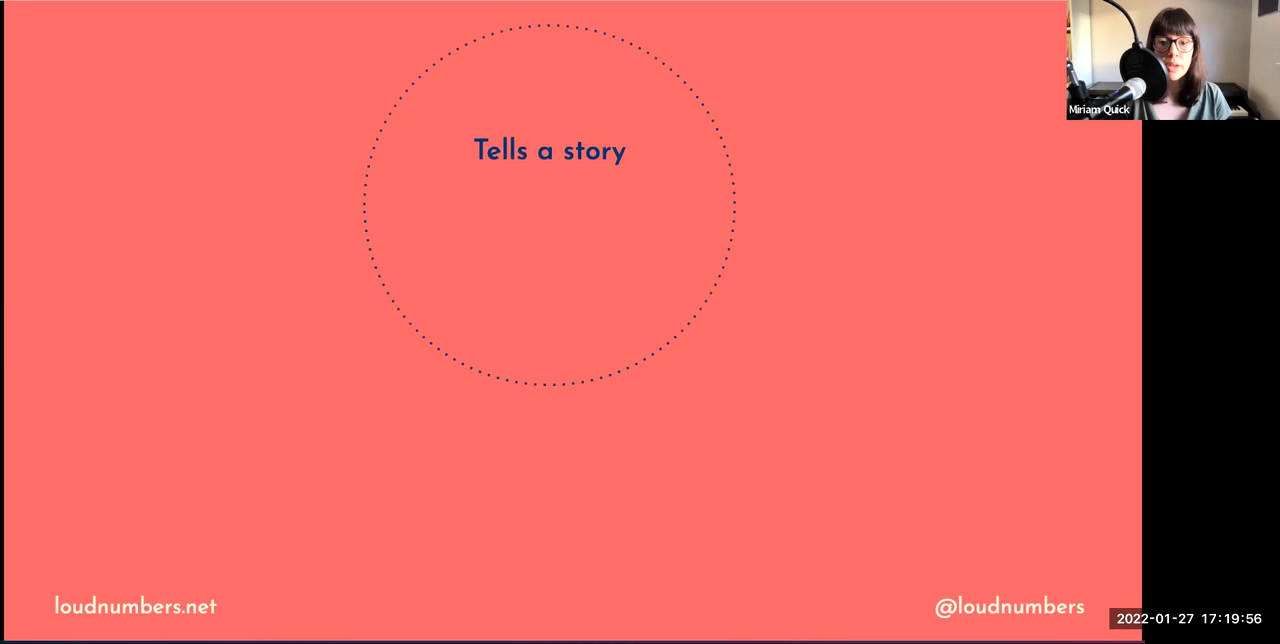 Tells a story
Miriam Quick
loudnumbers.net
@loudnumbers
2022-01-27 17:19:56